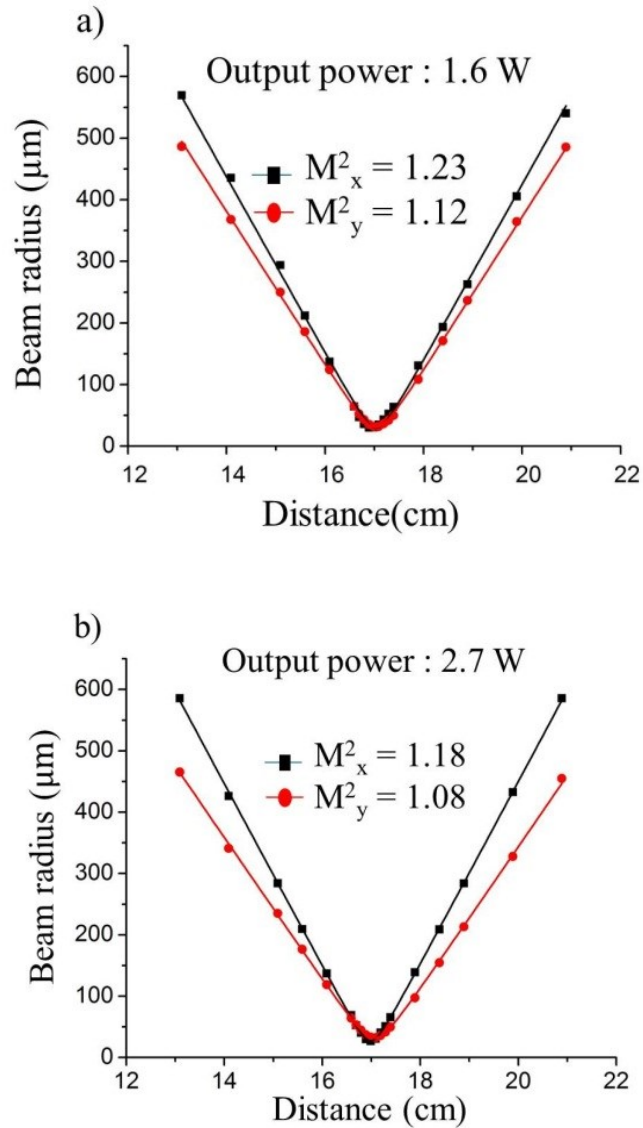 a)
Output power : 1.6 W
M²ₓ = 1.23
M²y = 1.12
Beam radius (μm)
600
500
400
300
200
100
0
12 14 16 18 20 22
Distance(cm)
b)
Output power : 2.7 W
M²ₓ = 1.18
M²y = 1.08
Beam radius (μm)
600
500
400
300
200
100
0
12 14 16 18 20 22
Distance (cm)